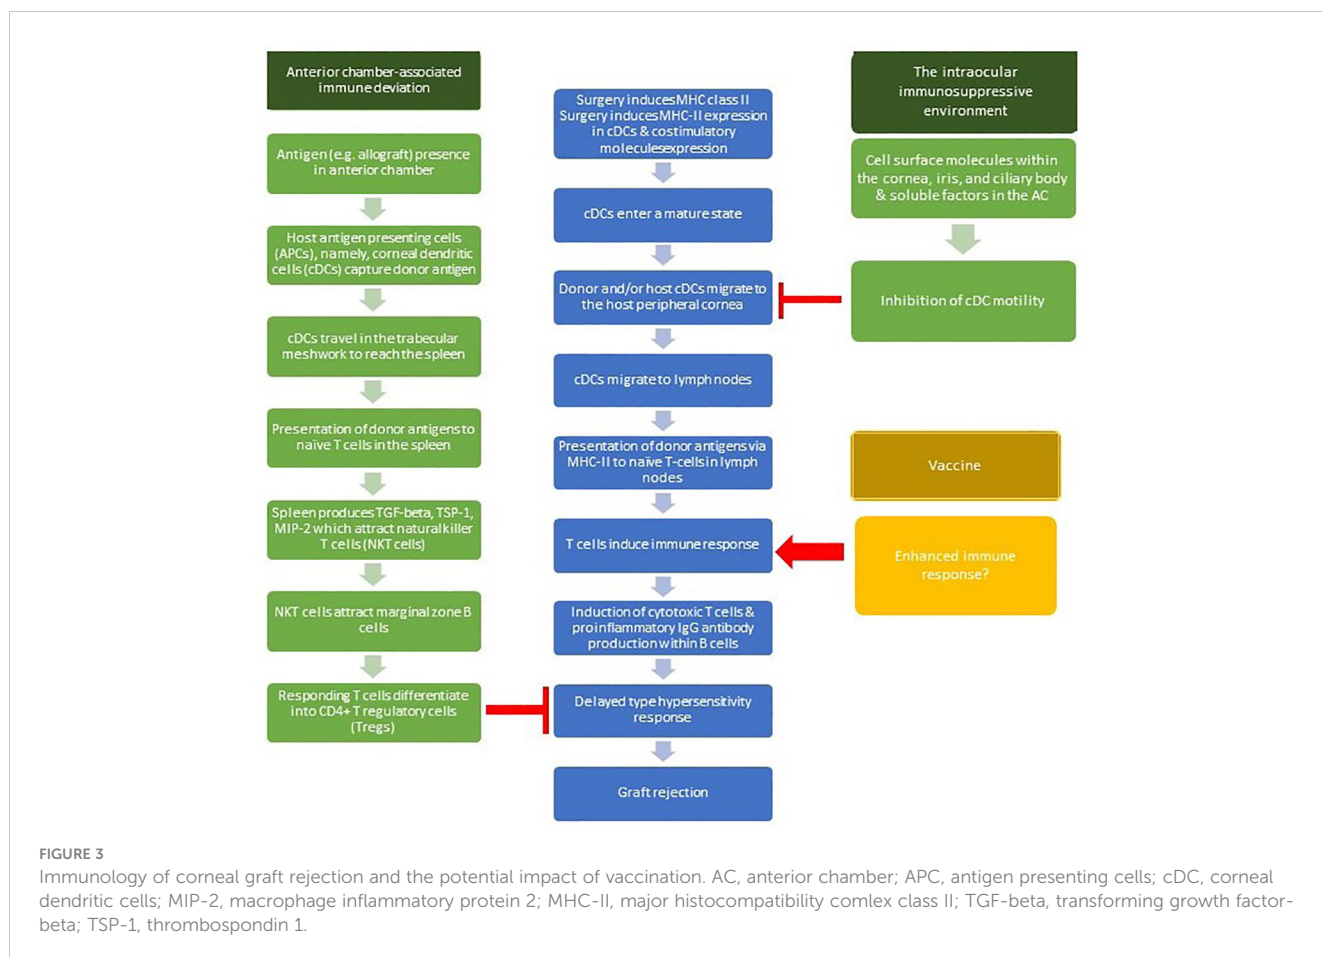 Anterior chamber-associated
immune deviation
Antigen (e.g. allograft) presence
in anterior chamber
Host antigen presenting cells
(APCs), namely, corneal dendritic
cells (cDCs) capture donor antigen
cDCs travel in the trabecular
meshwork to reach the spleen
Presentation of donor antigens to
naïve T cells in the spleen
Spleen produces TGF-beta, TSP-1,
MIP-2 which attract natural killer
T cells (NKT cells)
NKT cells attract marginal zone B
cells
Responding T cells differentiate
into CD4+ T regulatory cells
(Tregs)
Surgery induces MHC class II
Surgery induces MHC-II expression
in cDCs & costimulatory
moleculesexpression
cDCs enter a mature state
Donor and/or host cDCs migrate to
the host peripheral cornea
cDCs migrate to lymph nodes
Presentation of donor antigens via
MHC-II to naïve T-cells in lymph
nodes
T cells induce immune response
Induction of cytotoxic T cells &
proinflammatory IgG antibody
production within B cells
Delayed type hypersensitivity
response
Graft rejection
The intraocular
immunosuppressive
environment
Cell surface molecules within
the cornea, iris, and ciliary body
& soluble factors in the AC
Inhibition of cDC motility
Vaccine
Enhanced immune
response?
FIGURE 3
Immunology of corneal graft rejection and the potential impact of vaccination. AC, anterior chamber; APC, antigen presenting cells; cDC, corneal
dendritic cells; MIP-2, macrophage inflammatory protein 2; MHC-II, major histocompatibility comlex class II; TGF-beta, transforming growth factor-
beta; TSP-1, thrombospondin 1.